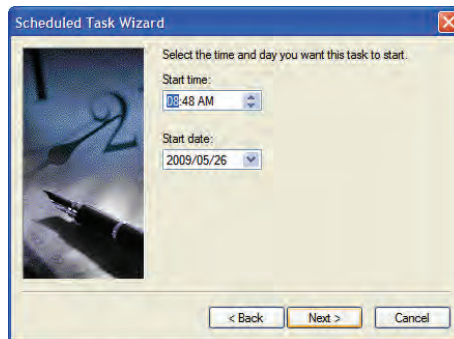 Scheduled Task Wizard
Select the time and day you want this task to start.
Start time:
08:48 AM
Start date:
2009/05/26
< Back
Next >
Cancel